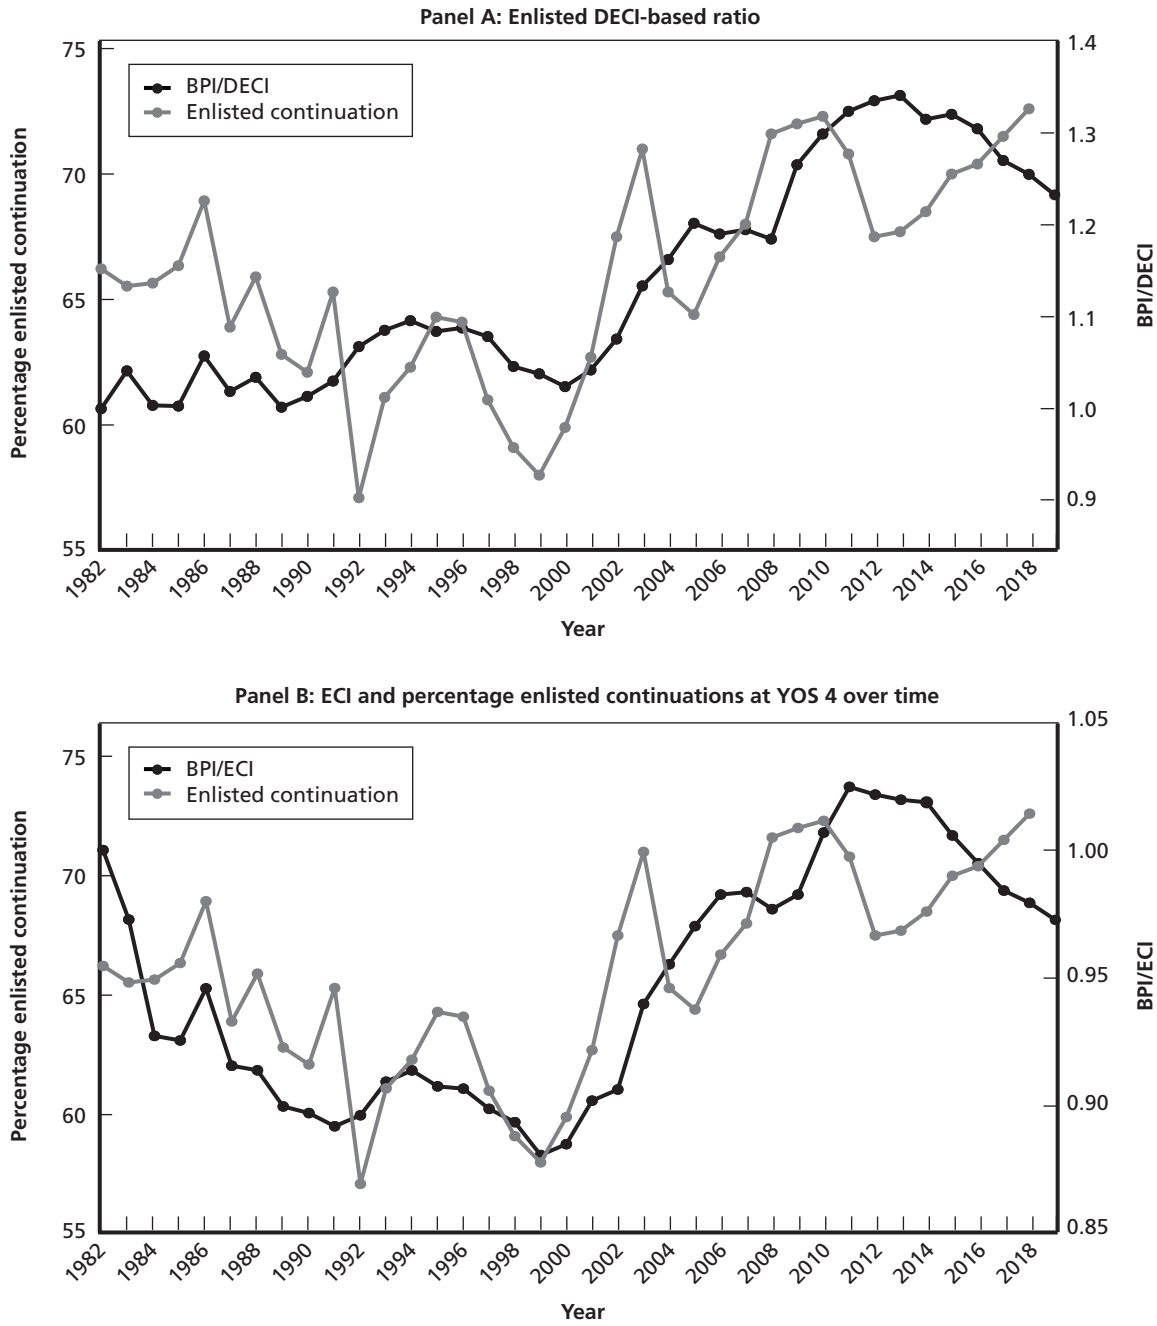 Panel A: Enlisted DECI-based ratio
75
70
65
60
55
Percentage enlisted continuation
BPI/DECI
Enlisted continuation
1.4
1.3
1.2
1.1
1.0
0.9
BPI/DECI
1982 1984 1986 1988 1990 1992 1994 1996 1998 2000 2002 2004 2006 2008 2010 2012 2014 2016 2018
Year
Panel B: ECI and percentage enlisted continuations at YOS 4 over time
75
70
65
60
55
Percentage enlisted continuation
BPI/ECI
Enlisted continuation
1.05
1.00
0.95
0.90
0.85
BPI/ECI
1982 1984 1986 1988 1990 1992 1994 1996 1998 2000 2002 2004 2006 2008 2010 2012 2014 2016 2018
Year